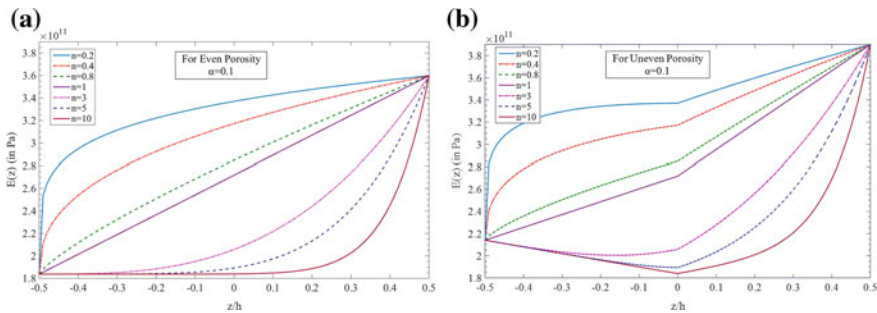 (a)
×10¹¹
3.8
3.6
3.4
3.2
3
2.8
2.6
2.4
2.2
2
1.8
E(z) (in Pa)
n=0.2
n=0.4
n=0.8
n=1
n=3
n=5
n=10
For Even Porosity
α=0.1
-0.5 -0.4 -0.3 -0.2 -0.1 0 0.1 0.2 0.3 0.4 0.5
z/h
(b)
×10¹¹
3.8
3.6
3.4
3.2
3
2.8
2.6
2.4
2.2
2
1.8
E(z) (in Pa)
n=0.2
n=0.4
n=0.8
n=1
n=3
n=5
n=10
For Uneven Porosity
α=0.1
-0.5 -0.4 -0.3 -0.2 -0.1 0 0.1 0.2 0.3 0.4 0.5
z/h